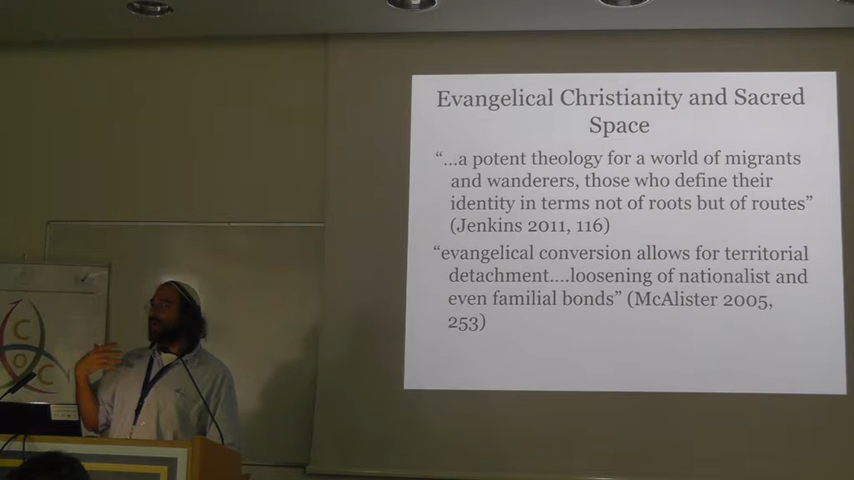 Evangelical Christianity and Sacred
Space
“...a potent theology for a world of migrants
and wanderers, those who define their
identity in terms not of roots but of routes”
(Jenkins 2011, 116)
“evangelical conversion allows for territorial
detachment....loosening of nationalist and
even familial bonds” (McAlister 2005,
253)
C
O
C